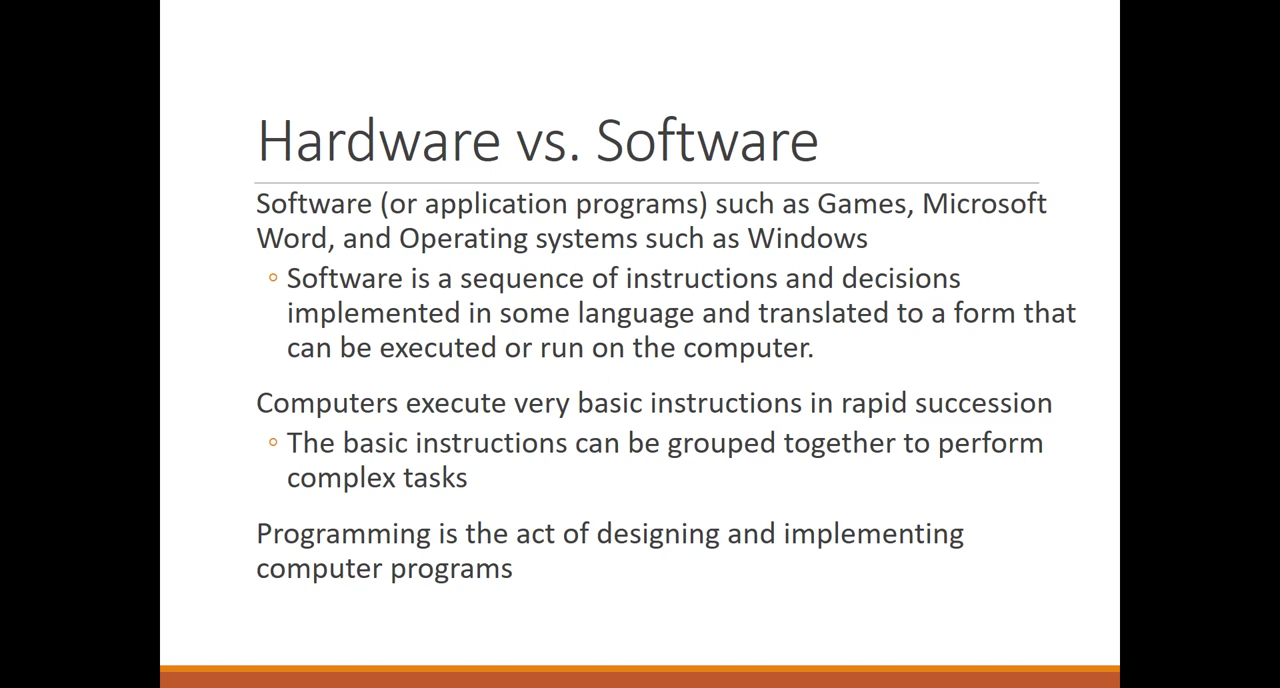 Hardware vs. Software
Software (or application programs) such as Games, Microsoft
Word, and Operating systems such as Windows
◦ Software is a sequence of instructions and decisions
implemented in some language and translated to a form that
can be executed or run on the computer.
Computers execute very basic instructions in rapid succession
◦ The basic instructions can be grouped together to perform
complex tasks
Programming is the act of designing and implementing
computer programs